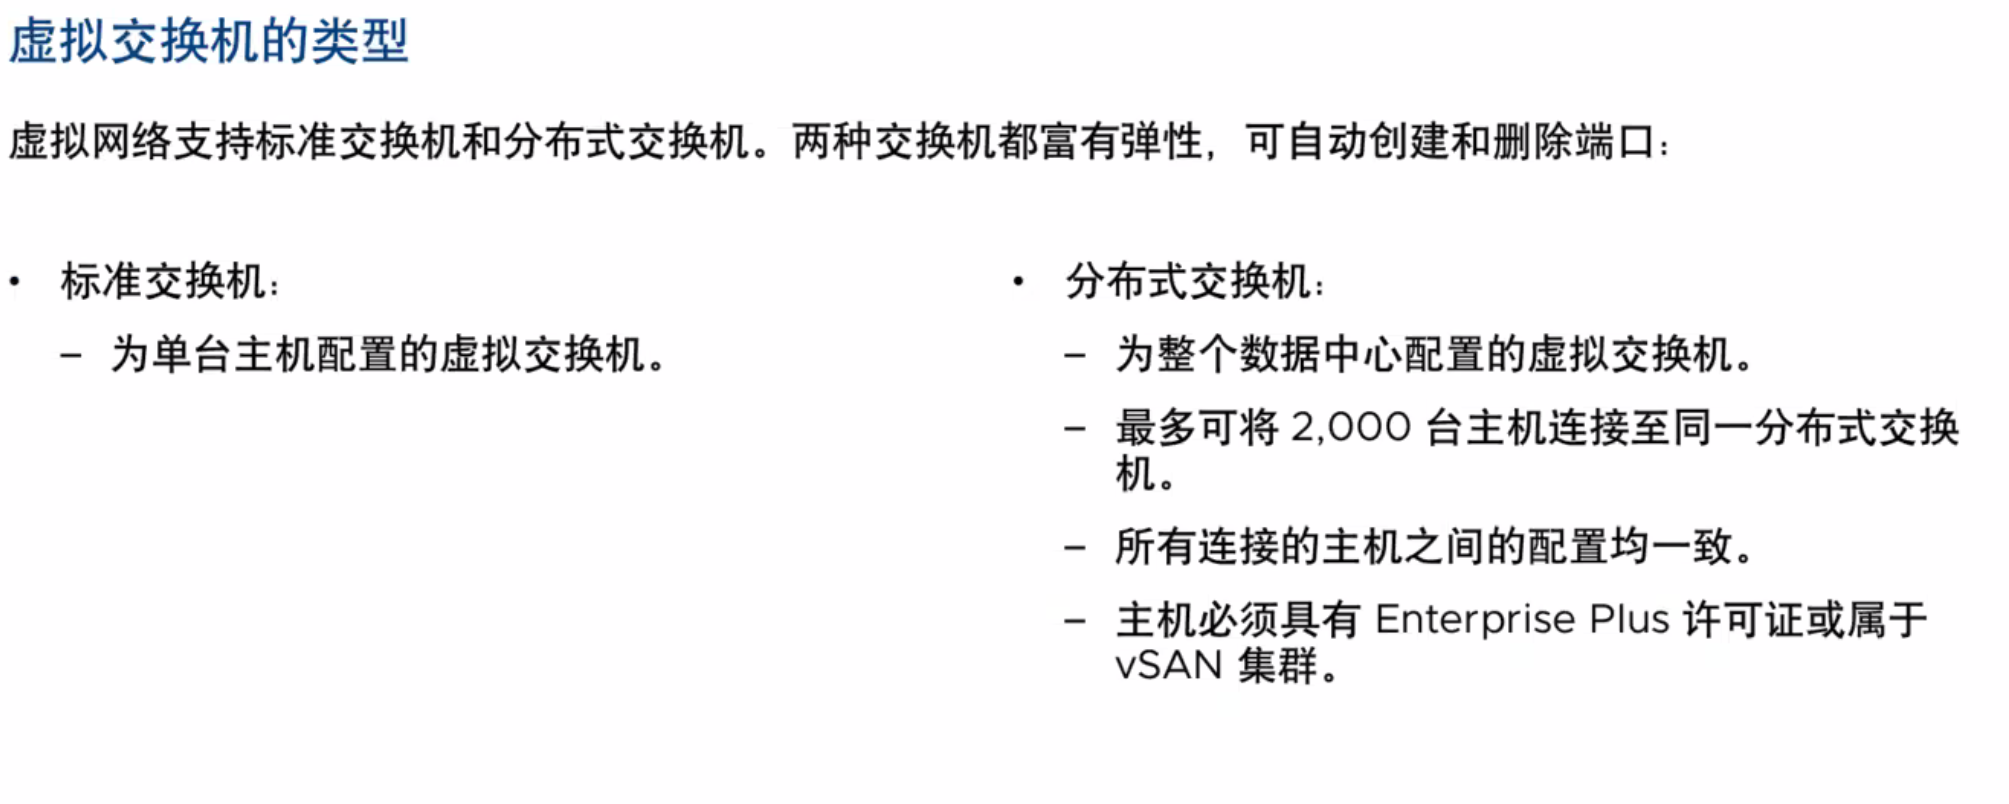 虚拟交换机的类型
虚拟网络支持标准交换机和分布式交换机。两种交换机都富有弹性，可自动创建和删除端口：
• 标准交换机：
– 为单台主机配置的虚拟交换机。
• 分布式交换机：
– 为整个数据中心配置的虚拟交换机。
– 最多可将 2,000 台主机连接至同一分布式交换
机。
– 所有连接的主机之间的配置均一致。
– 主机必须具有 Enterprise Plus 许可证或属于
vSAN 集群。